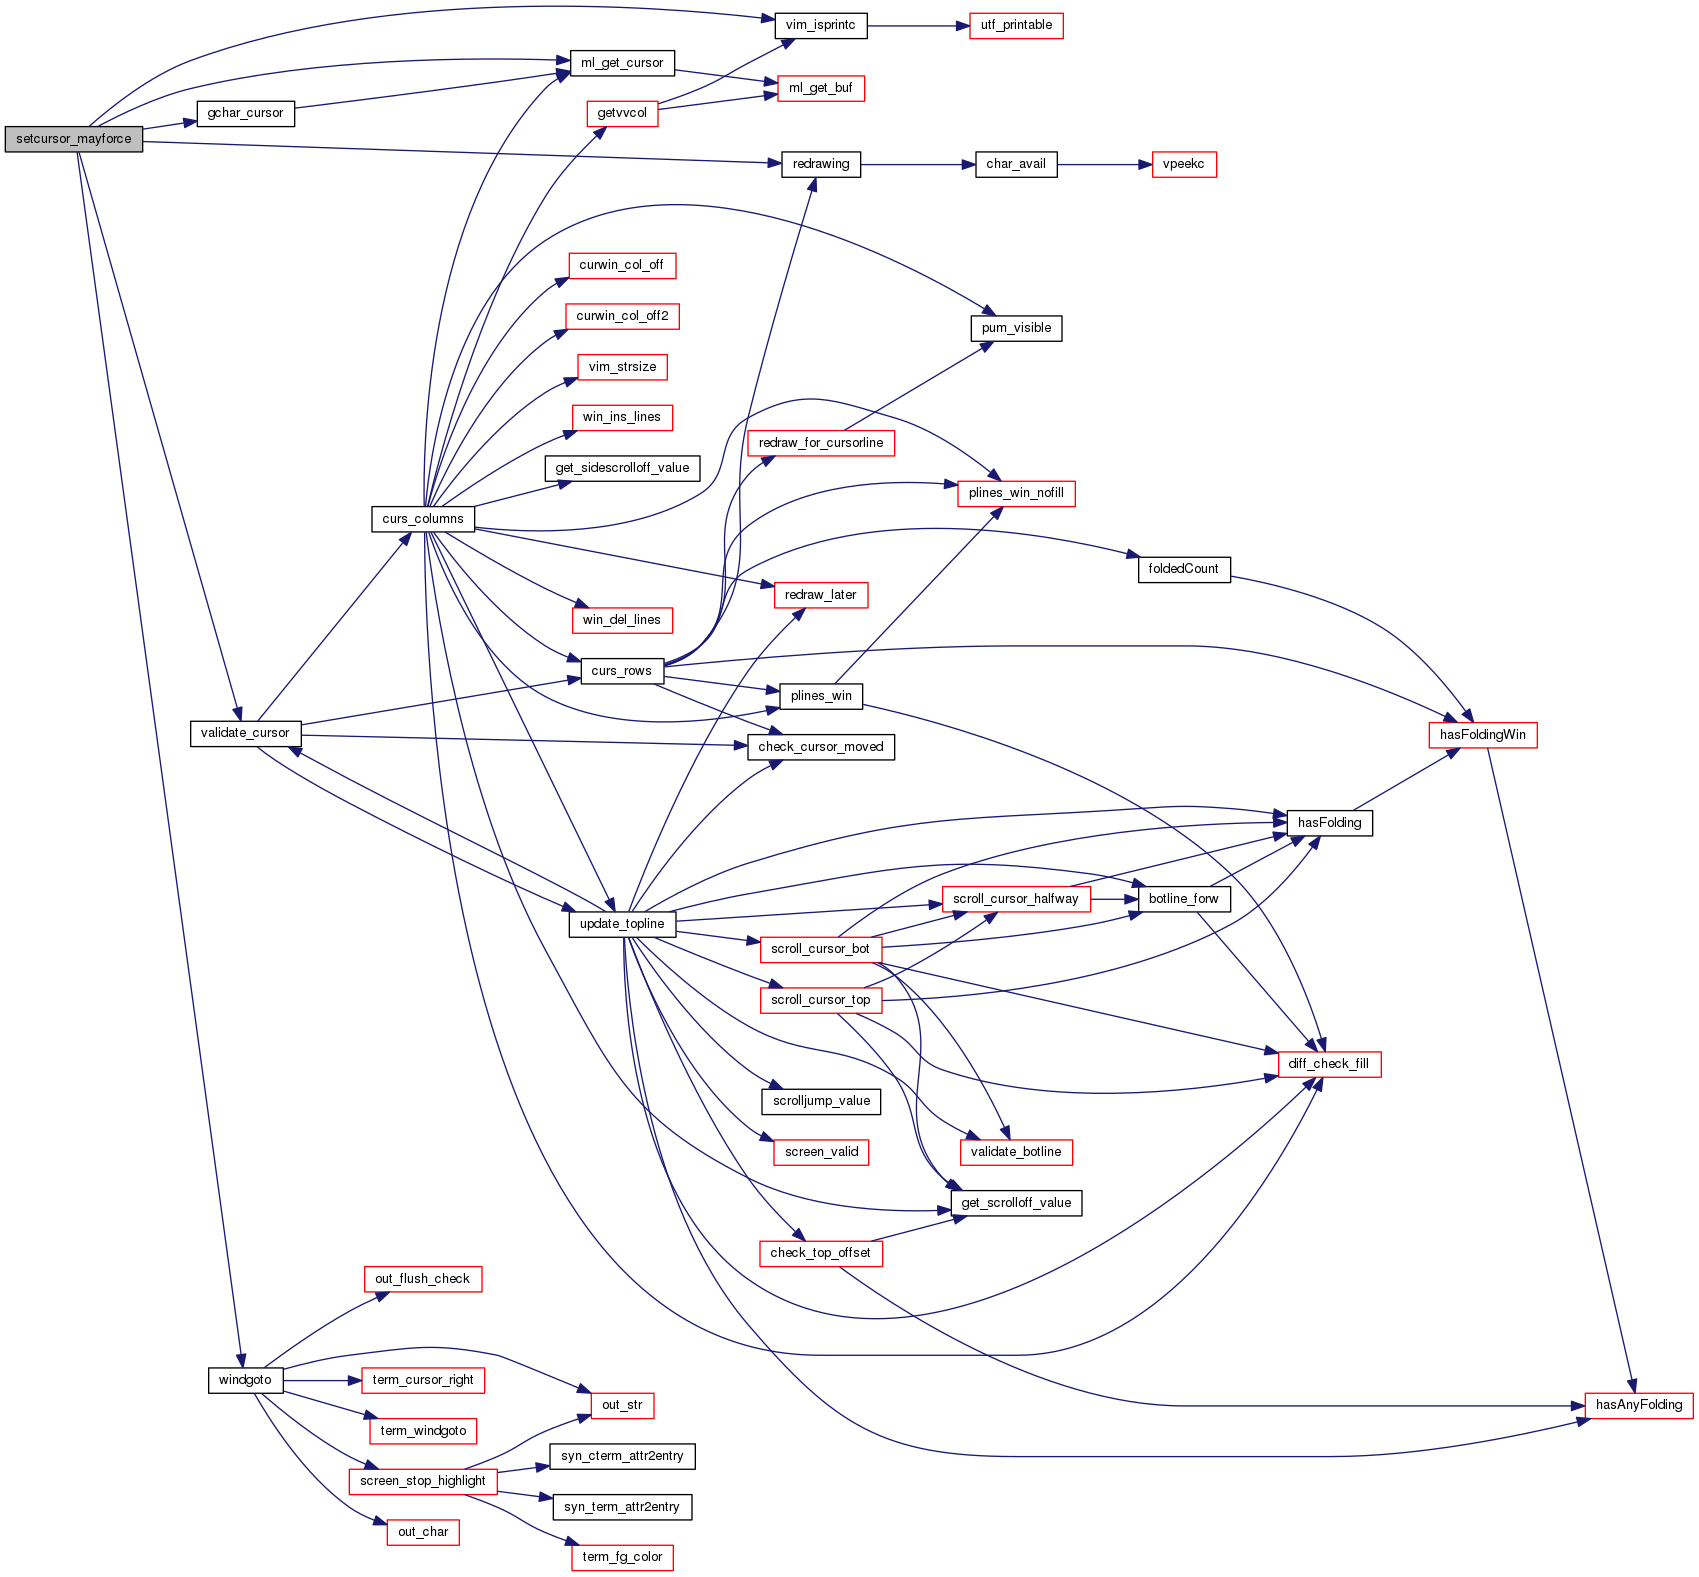 vim_isprintc
utf_printable
ml_get_cursor
ml_get_buf
gchar_cursor
getvvcol
setcursor_mayforce
redrawing
char_avail
vpeekc
curwin_col_off
curwin_col_off2
pum_visible
vim_strsize
win_ins_lines
redraw_for_cursorline
get_sidescrolloff_value
plines_win_nofill
curs_columns
foldedCount
redraw_later
win_del_lines
curs_rows
plines_win
validate_cursor
check_cursor_moved
hasFoldingWin
hasFolding
scroll_cursor_halfway
botline_forw
update_topline
scroll_cursor_bot
scroll_cursor_top
diff_check_fill
scrolljump_value
screen_valid
validate_botline
get_scrolloff_value
check_top_offset
out_flush_check
windgoto
term_cursor_right
out_str
hasAnyFolding
term_windgoto
syn_cterm_attr2entry
screen_stop_highlight
syn_term_attr2entry
out_char
term_fg_color